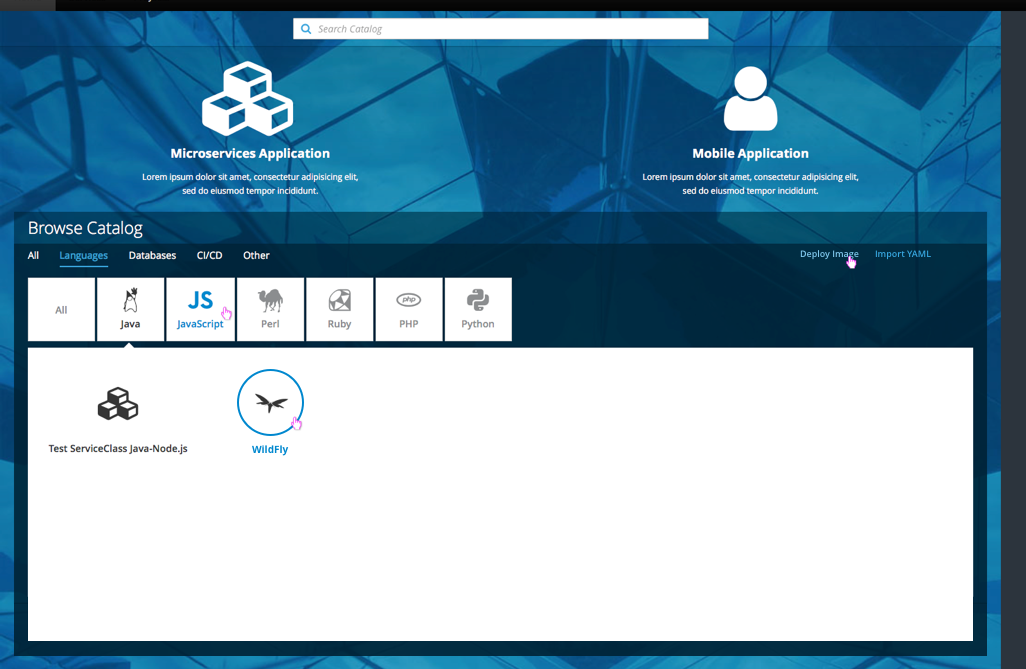 Search Catalog
Microservices Application
Lorem ipsum dolor sit amet, consectetur adipisicing elit,
sed do eiusmod tempor incididunt.
Mobile Application
Lorem ipsum dolor sit amet, consectetur adipisicing elit,
sed do eiusmod tempor incididunt.
Browse Catalog
All Languages Databases CI/CD Other Deploy Image Import YAML
JS
php
All Java JavaScript Perl Ruby PHP Python
Test ServiceClass Java-Node.js WildFly